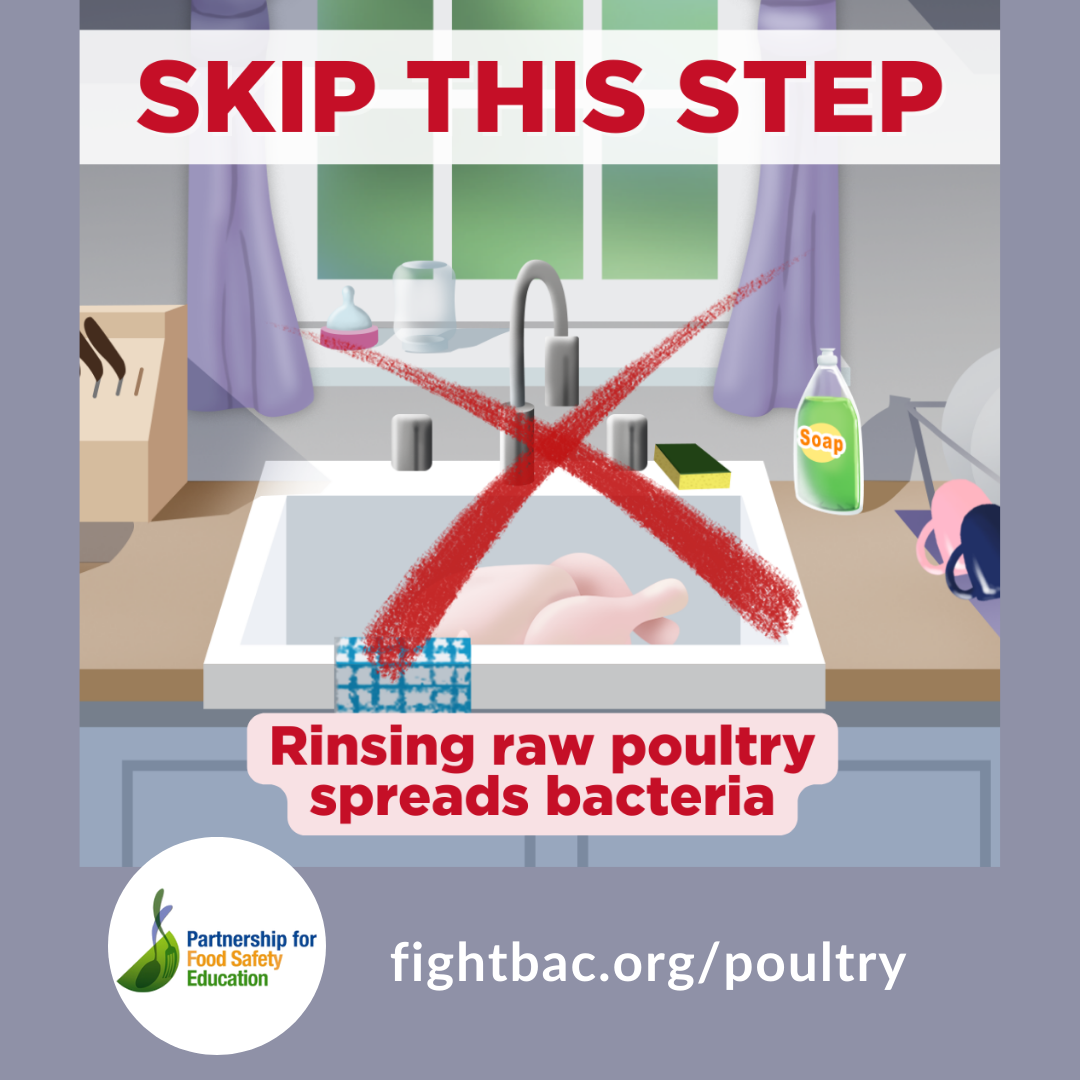 SKIP THIS STEP
Soap
Rinsing raw poultry
spreads bacteria
Partnership for
Food Safety
Education
fightbac.org/poultry